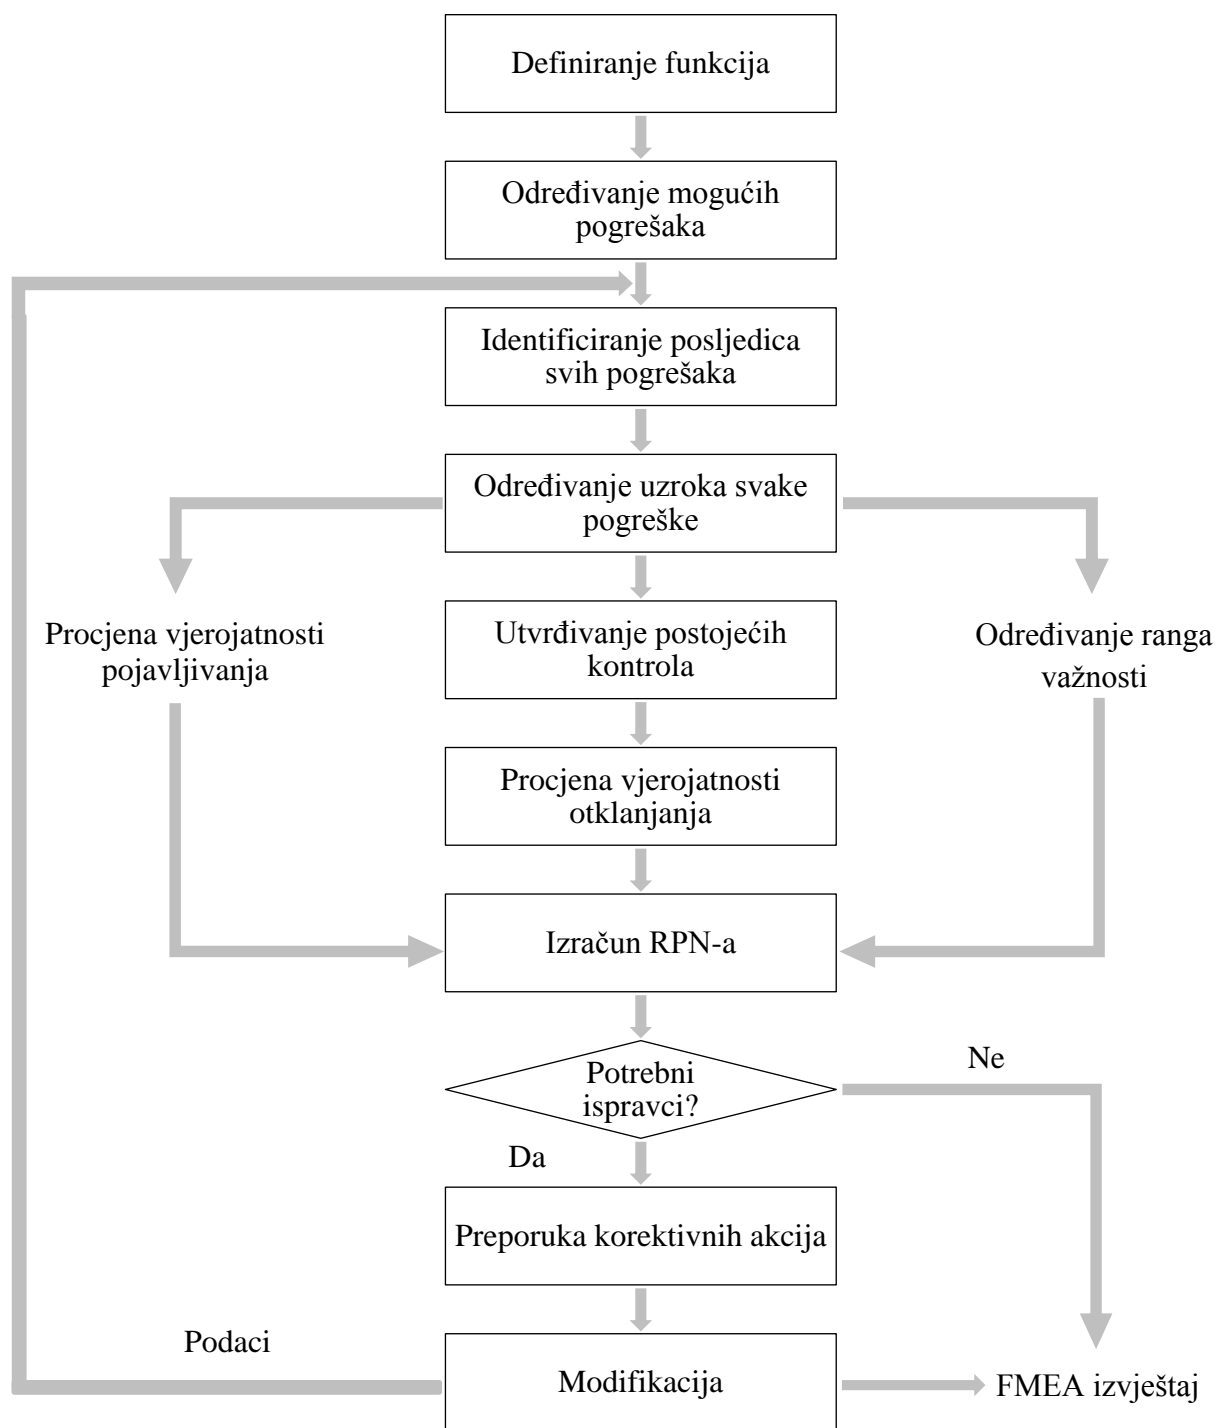 Definiranje funkcija
Određivanje mogućih
pogrešaka
Identificiranje posljedica
svih pogrešaka
Određivanje uzroka svake
pogreške
Procjena vjerojatnosti
pojavljivanja
Utvrđivanje postojećih
kontrola
Određivanje ranga
važnosti
Procjena vjerojatnosti
otklanjanja
Izračun RPN-a
Potrebni
ispravci?
Ne
Da
Preporuka korektivnih akcija
Podaci
Modifikacija
FMEA izvještaj